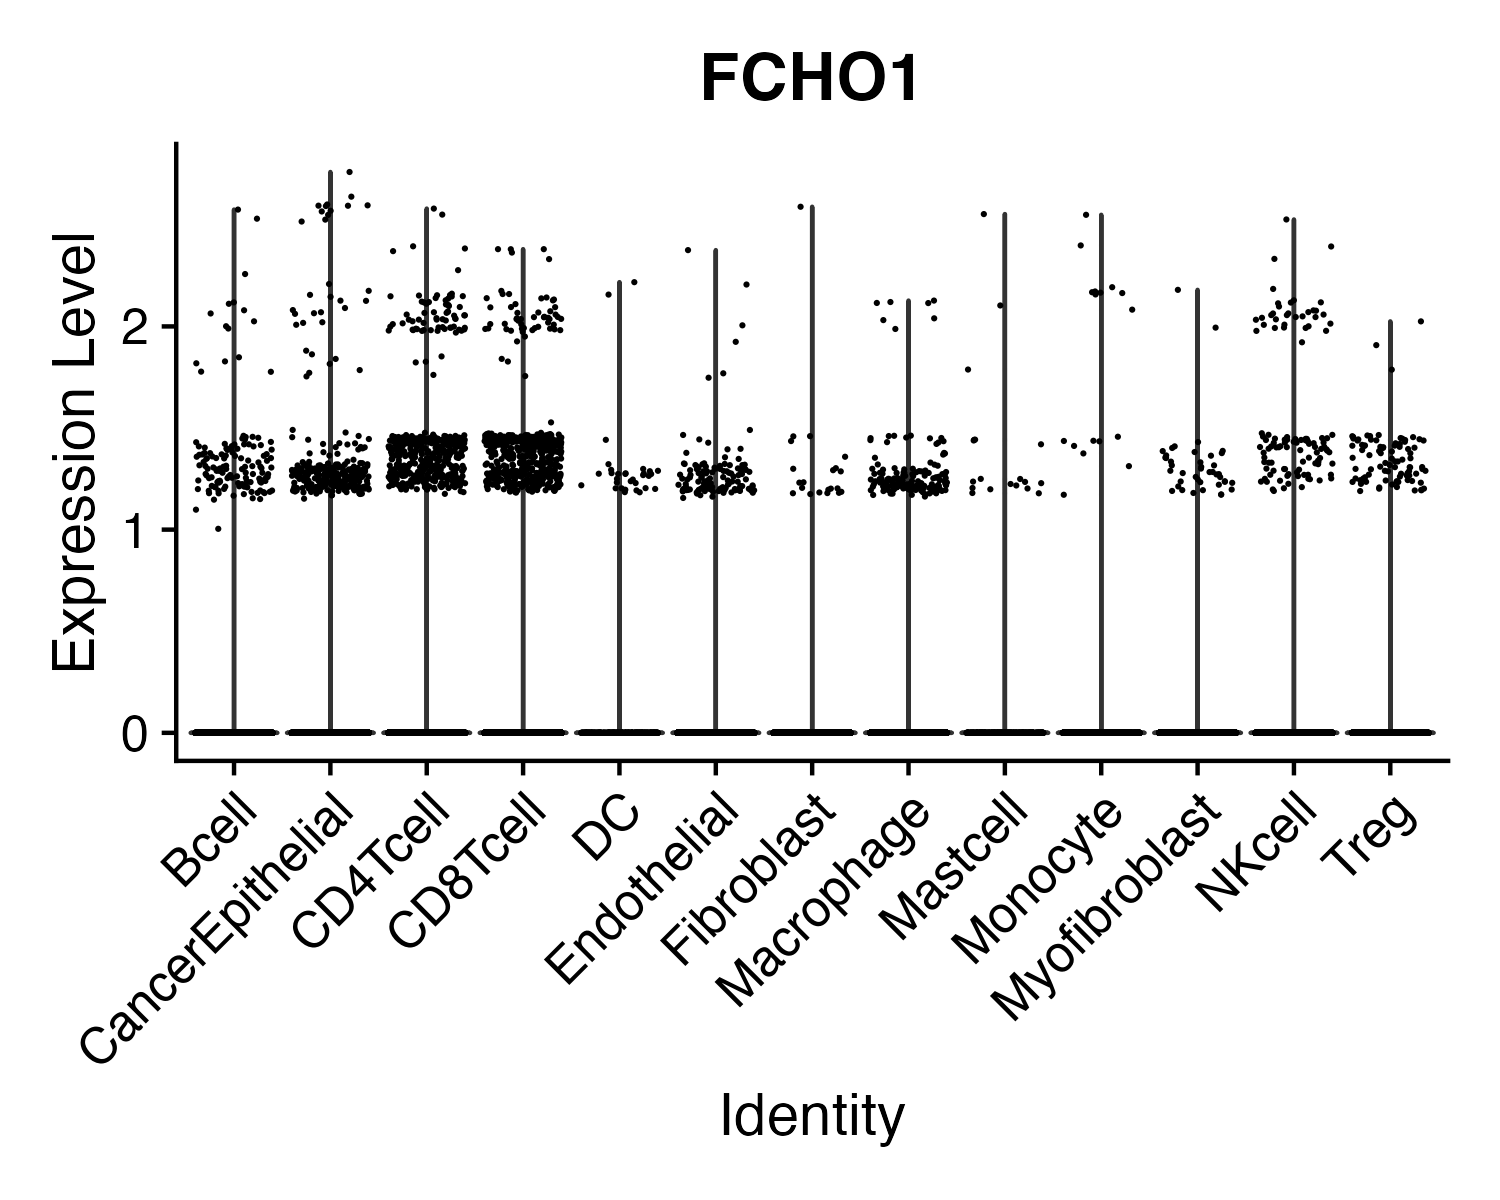 FCHO1
Expression Level
2
1
0
Bcell
CancerEpithelial
CD4Tcell
CD8Tcell
DC
Endothelial
Fibroblast
Macrophage
Mastcell
Monocyte
Myofibroblast
NKcell
Treg
Identity